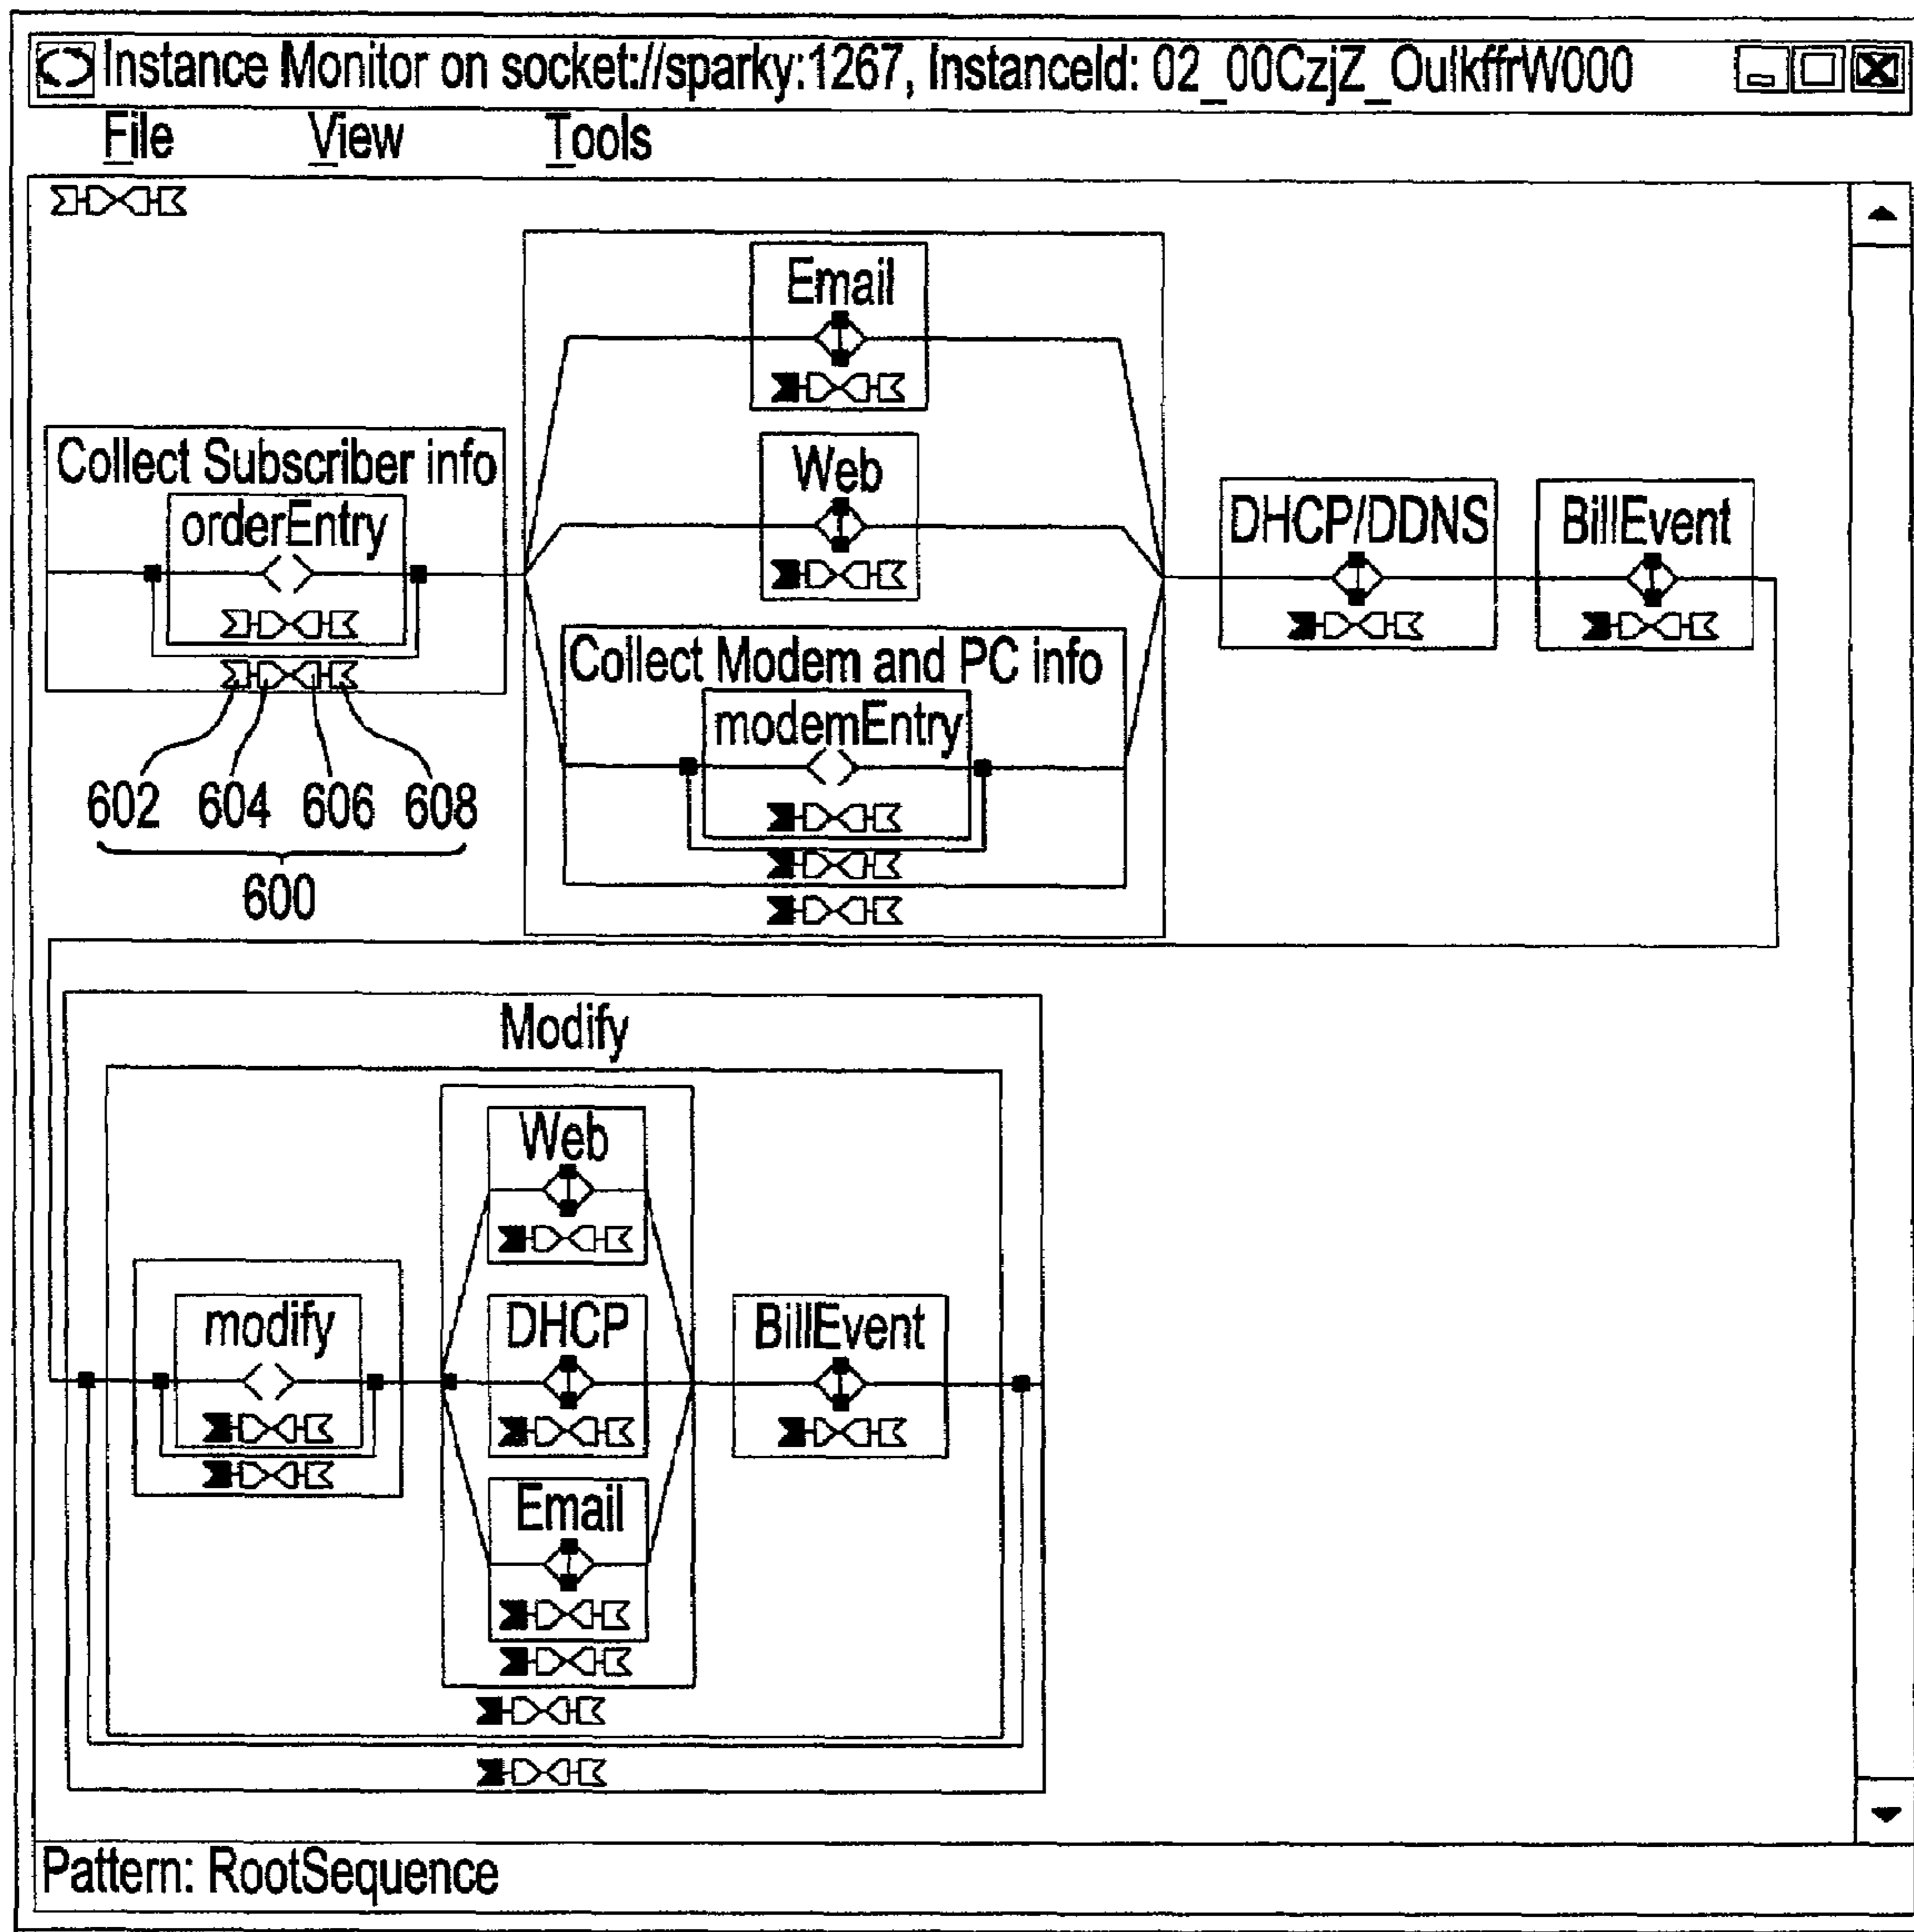 Instance Monitor on socket://sparky:1267, InstanceId: 02_00CzjZ_OulkffrW000
File View Tools
Email
Web
Collect Subscriber info
orderEntry
DHCP/DDNS
BillEvent
Collect Modem and PC info
modemEntry
602 604 606 608
600
Modify
Web
modify
DHCP
BillEvent
Email
Pattern: RootSequence